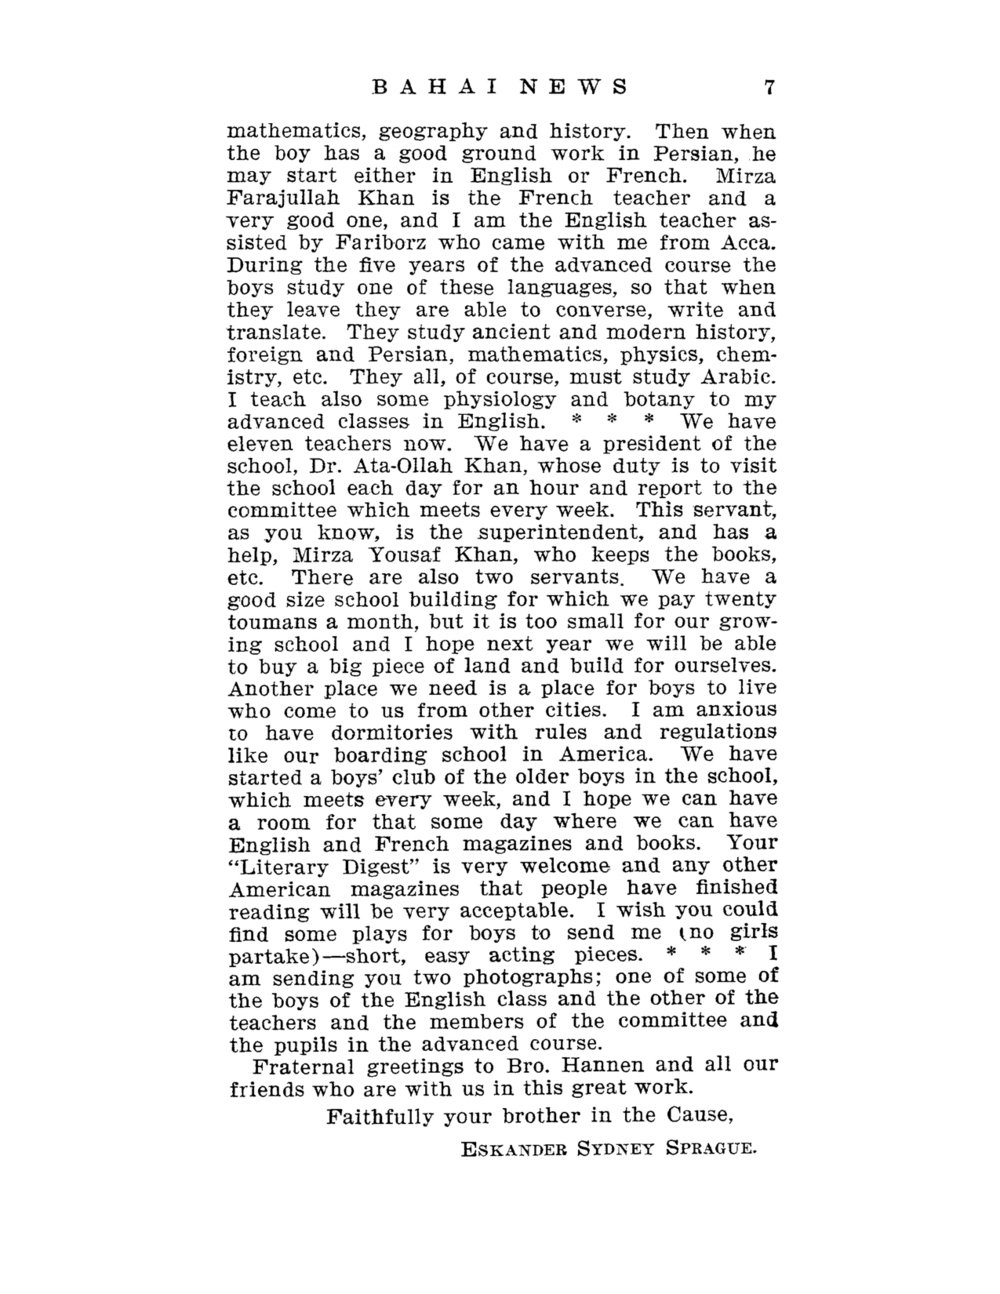 BAHAI NEWS 7
mathematics, geography and history. Then when
the boy has a good ground work in Persian, he
may start either in English or French. Mirza
Farajullah Khan is the French teacher and a
very good one, and I am the English teacher as-
sisted by Fariborz who came with me from Acca.
During the five years of the advanced course the
boys study one of these languages, so that when
they leave they are able to converse, write and
translate. They study ancient and modern history,
foreign and Persian, mathematics, physics, chem-
istry, etc. They all, of course, must study Arabic.
I teach also some physiology and botany to my
advanced classes in English. * * * We have
eleven teachers now. We have a president of the
school, Dr. Ata-Ollah Khan, whose duty is to visit
the school each day for an hour and report to the
committee which meets every week. This servant,
as you know, is the superintendent, and has a
help, Mirza Yousaf Khan, who keeps the books,
etc. There are also two servants. We have a
good size school building for which we pay twenty
toumans a month, but it is too small for our grow-
ing school and I hope next year we will be able
to buy a big piece of land and build for ourselves.
Another place we need is a place for boys to live
who come to us from other cities. I am anxious
to have dormitories with rules and regulations
like our boarding school in America. We have
started a boys' club of the older boys in the school,
which meets every week, and I hope we can have
a room for that some day where we can have
English and French magazines and books. Your
"Literary Digest" is very welcome and any other
American magazines that people have finished
reading will be very acceptable. I wish you could
find some plays for boys to send me (no girls
partake)—short, easy acting pieces. * * * I
am sending you two photographs; one of some of
the boys of the English class and the other of the
teachers and the members of the committee and
the pupils in the advanced course.
Fraternal greetings to Bro. Hannen and all our
friends who are with us in this great work.
Faithfully your brother in the Cause,
ESKANDER SYDNEY SPRAGUE.